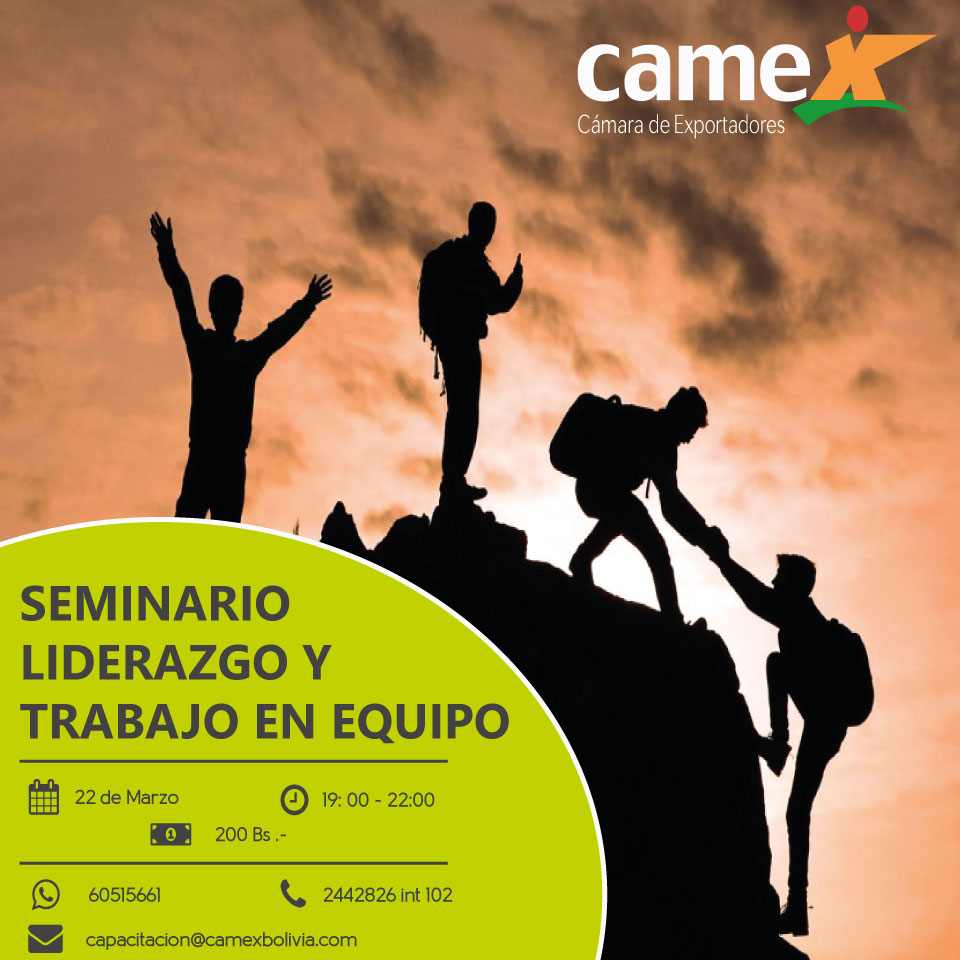 camex
Cámara de Exportadores
SEMINARIO
LIDERAZGO Y
TRABAJO EN EQUIPO
22 de Marzo
19: 00 - 22:00
1
200 Bs .-
60515661
2442826 int 102
capacitacion@camexbolivia.com